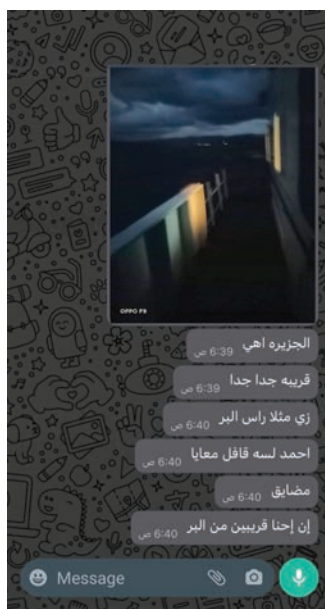 OPPO F9
الجزيره اهي 6:39 ص
قريبه جدا جدا 6:39 ص
زي مثلا راس البر 6:40 ص
احمد لسه قافل معايا 6:40 ص
مضايق 6:40 ص
إن إحنا قريبين من البر 6:40 ص
Message